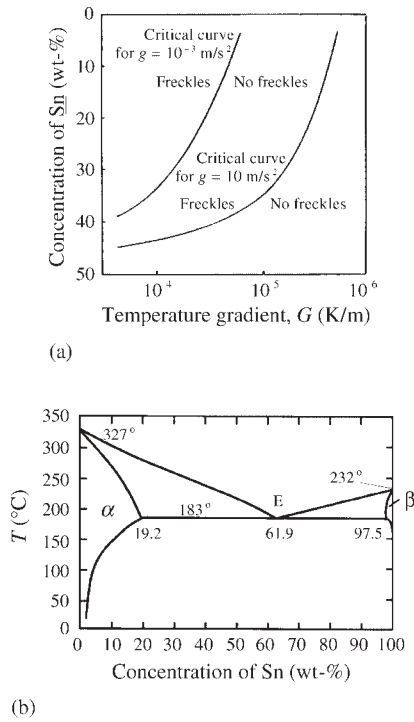 0
Critical curve
for g = 10⁻³ m/s²
10
Freckles No freckles
20
Critical curve
30
for g = 10 m/s²
Freckles No freckles
40
50
Concentration of Sn (wt-%)
10⁴ 10⁵ 10⁶
Temperature gradient, G (K/m)
(a)
350
327°
300
250
232°
E
β
200
α
183°
150
19.2 61.9 97.5
100
50
0
T (°C)
0 10 20 30 40 50 60 70 80 90 100
Concentration of Sn (wt-%)
(b)